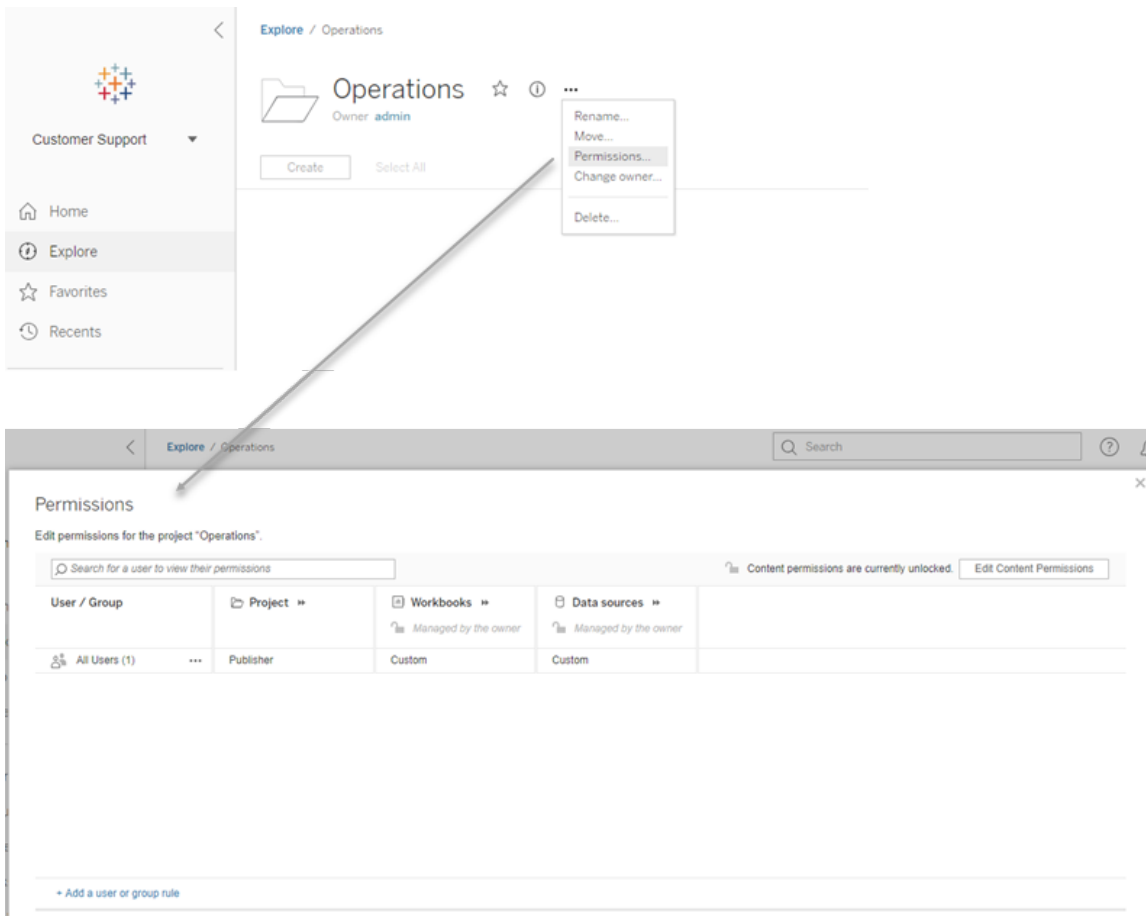 Explore / Operations
Operations
Owner admin
Customer Support
Create
Select All
Rename...
Move...
Permissions...
Change owner...
Delete...
Home
Explore
Favorites
Recents
Explore / Operations
Search
Permissions
Edit permissions for the project "Operations".
Search for a user to view their permissions
Content permissions are currently unlocked.
Edit Content Permissions
User / Group
Project
Workbooks
Data sources
Managed by the owner
Managed by the owner
All Users (1)
...
Publisher
Custom
Custom
+ Add a user or group rule